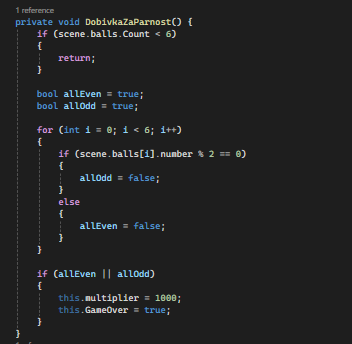 1 reference
private void DobivkaZaParnost() {
if (scene.balls.Count < 6)
{
return;
}
bool allEven = true;
bool allOdd = true;
for (int i = 0; i < 6; i++)
{
if (scene.balls[i].number % 2 == 0)
{
allOdd = false;
}
else
{
allEven = false;
}
}
if (allEven || allOdd)
{
this.multiplier = 1000;
this.GameOver = true;
}
}